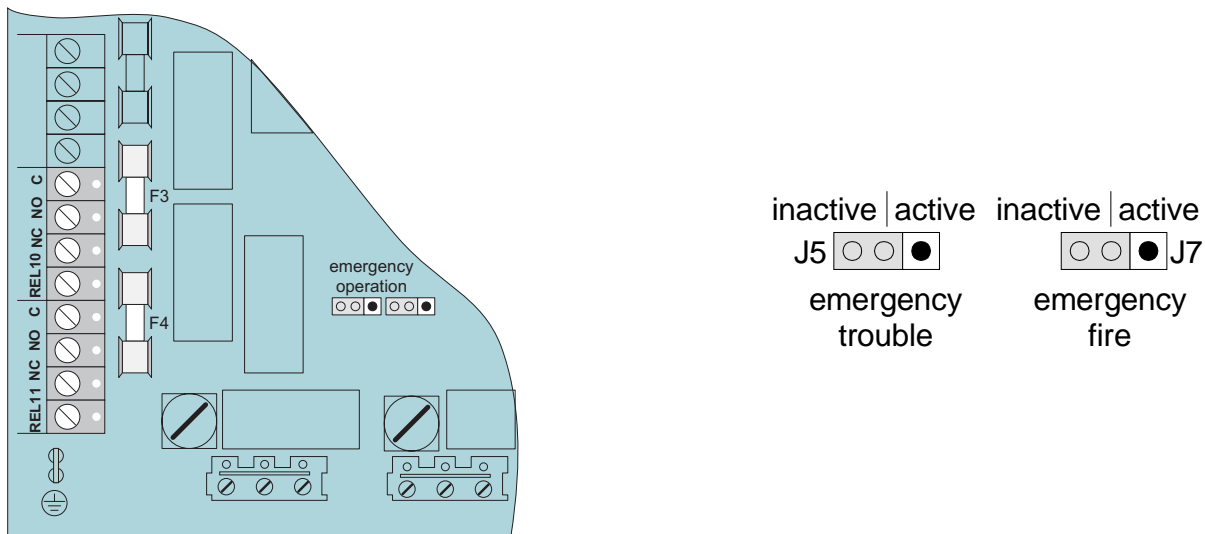 C
NO
NC
REL10
C
NO
NC
REL11
F3
F4
emergency
operation
inactive | active
J5
emergency
trouble
inactive | active
J7
emergency
fire